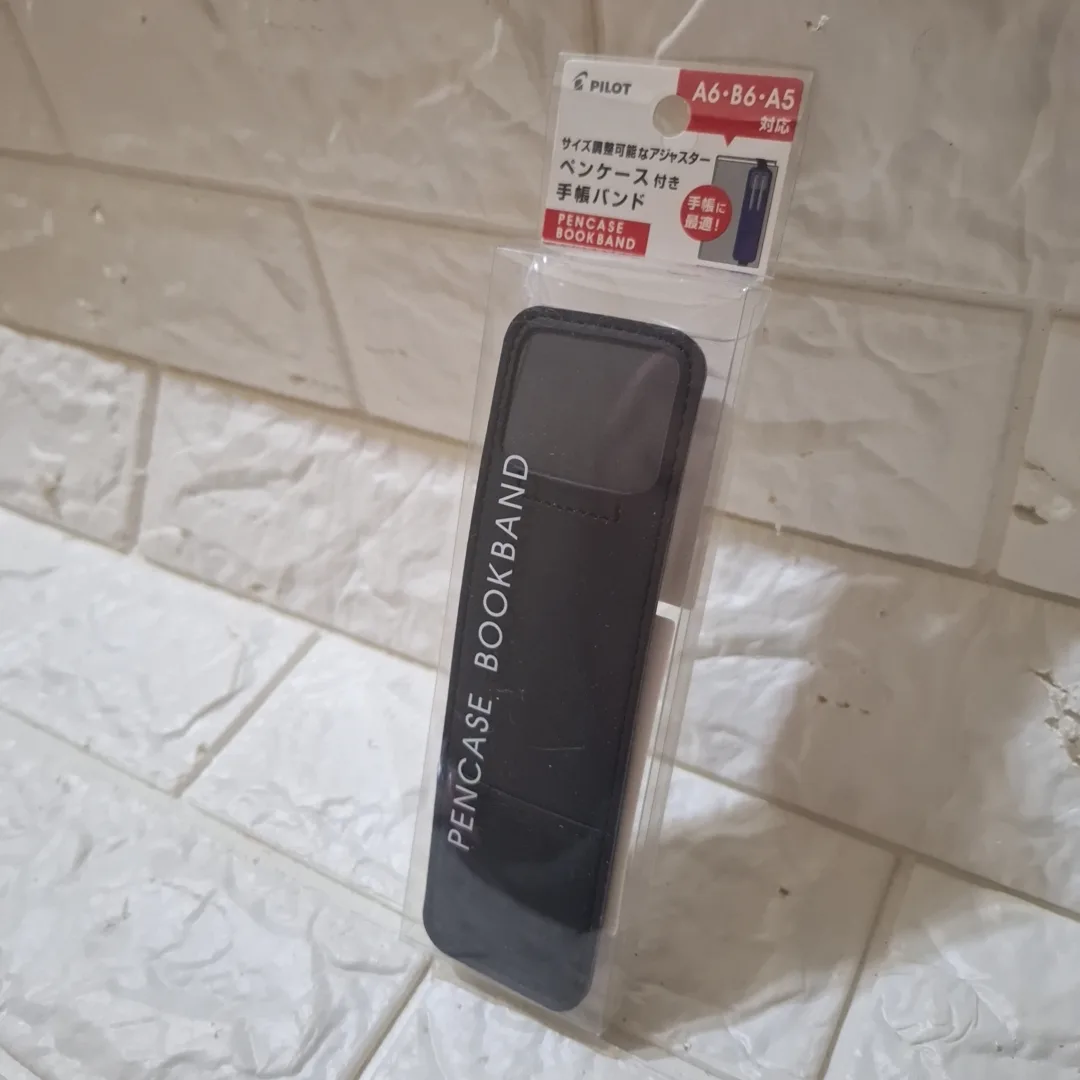 PILOT
A6・B6・A5
対応
サイズ調整可能なアジャスター
ペンケース付き
手帳バンド
手帳に
最適!
PENCASE
BOOKBAND
PENCASE BOOKBAND